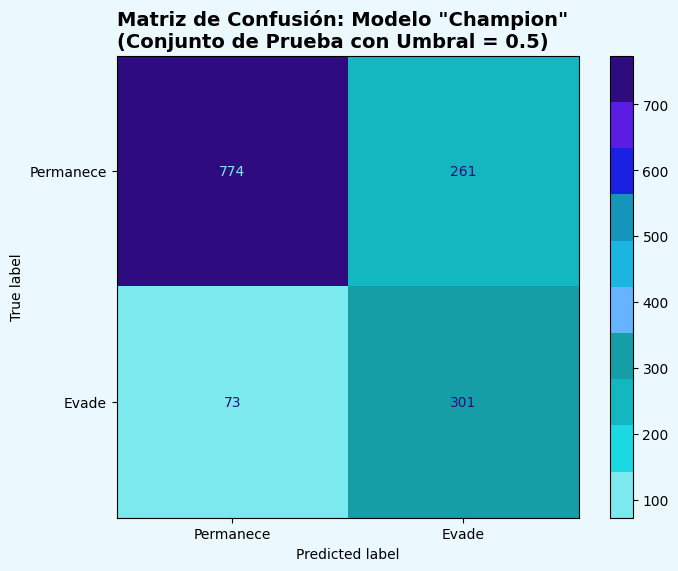 Matriz de Confusión: Modelo "Champion"
(Conjunto de Prueba con Umbral = 0.5)
True label
Permanece
774
261
Evade
73
301
Permanece
Evade
Predicted label
700
600
500
400
300
200
100